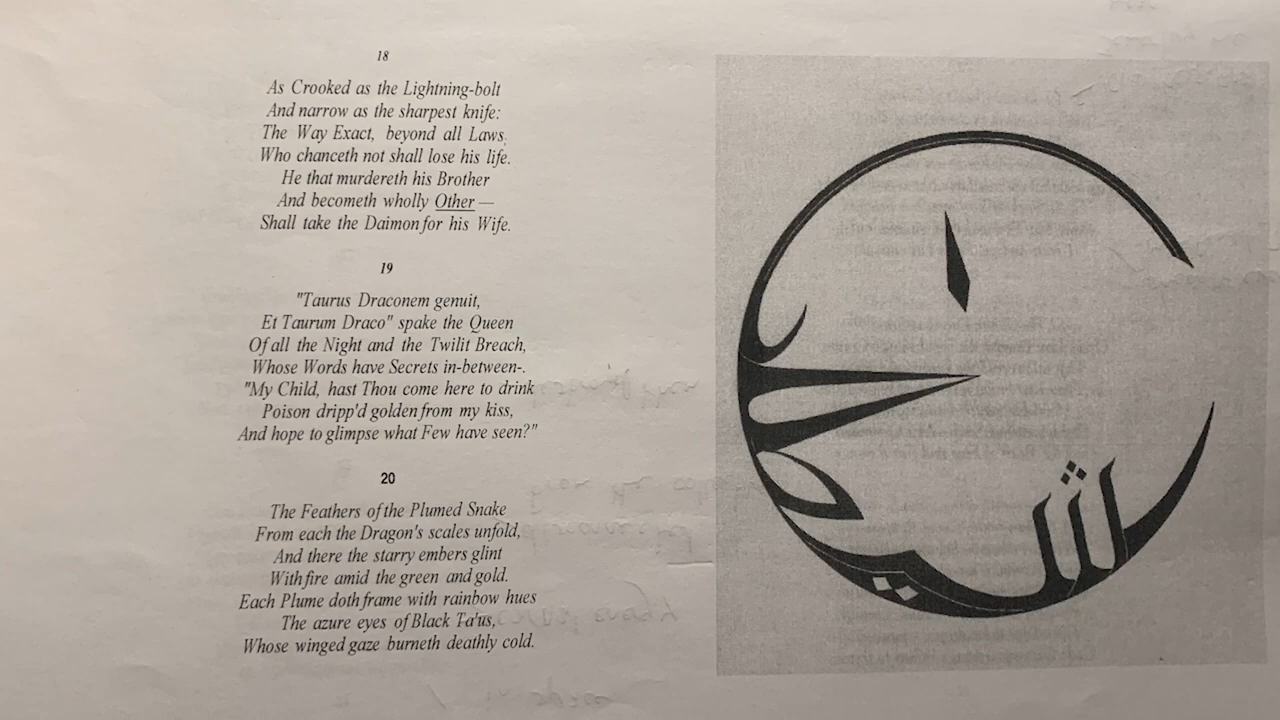 18
As Crooked as the Lightning-bolt
And narrow as the sharpest knife:
The Way Exact, beyond all Laws,
Who chanceth not shall lose his life.
He that murdereth his Brother
And becometh wholly Other —
Shall take the Daimon for his Wife.
19
"Taurus Draconem genuit,
Et Taurum Draco" spake the Queen
Of all the Night and the Twilit Breach,
Whose Words have Secrets in-between-.
"My Child, hast Thou come here to drink
Poison dripp'd golden from my kiss,
And hope to glimpse what Few have seen?"
20
The Feathers of the Plumed Snake
From each the Dragon's scales unfold,
And there the starry embers glint
With fire amid the green and gold.
Each Plume doth frame with rainbow hues
The azure eyes of Black Ta'us,
Whose winged gaze burneth deathly cold.